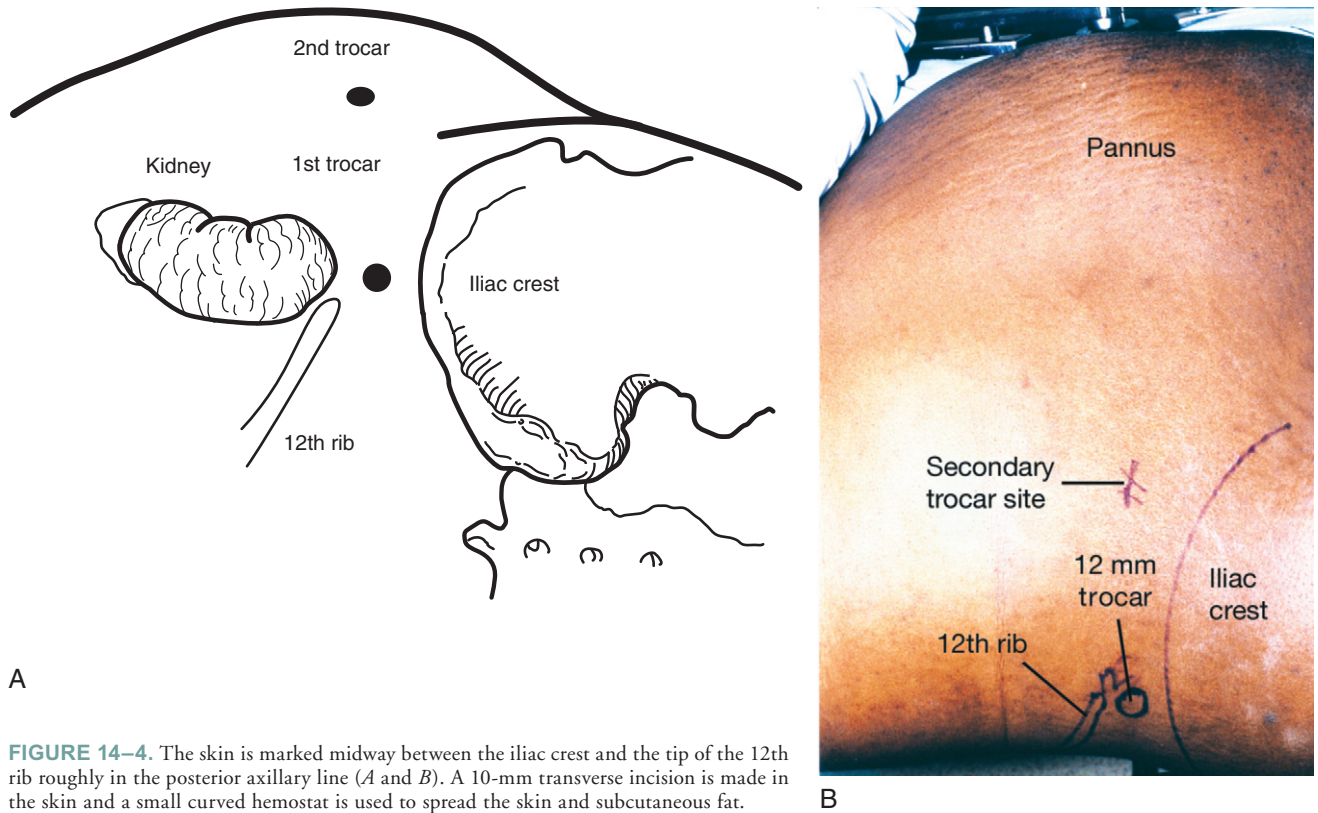 2nd trocar
Kidney
1st trocar
Iliac crest
12th rib
A
FIGURE 14–4. The skin is marked midway between the iliac crest and the tip of the 12th
rib roughly in the posterior axillary line (A and B). A 10-mm transverse incision is made in
the skin and a small curved hemostat is used to spread the skin and subcutaneous fat.
Pannus
Secondary
trocar site
12 mm
trocar
Iliac
crest
12th rib
B